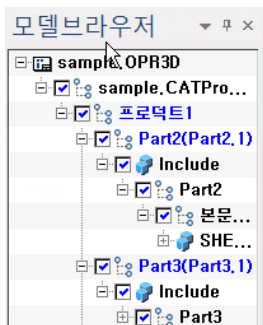 모델브라우저
sample.OPR3D
sample.CATPro...
프로덕트1
Part2(Part2.1)
Include
Part2
본문...
SHE...
Part3(Part3.1)
Include
Part3